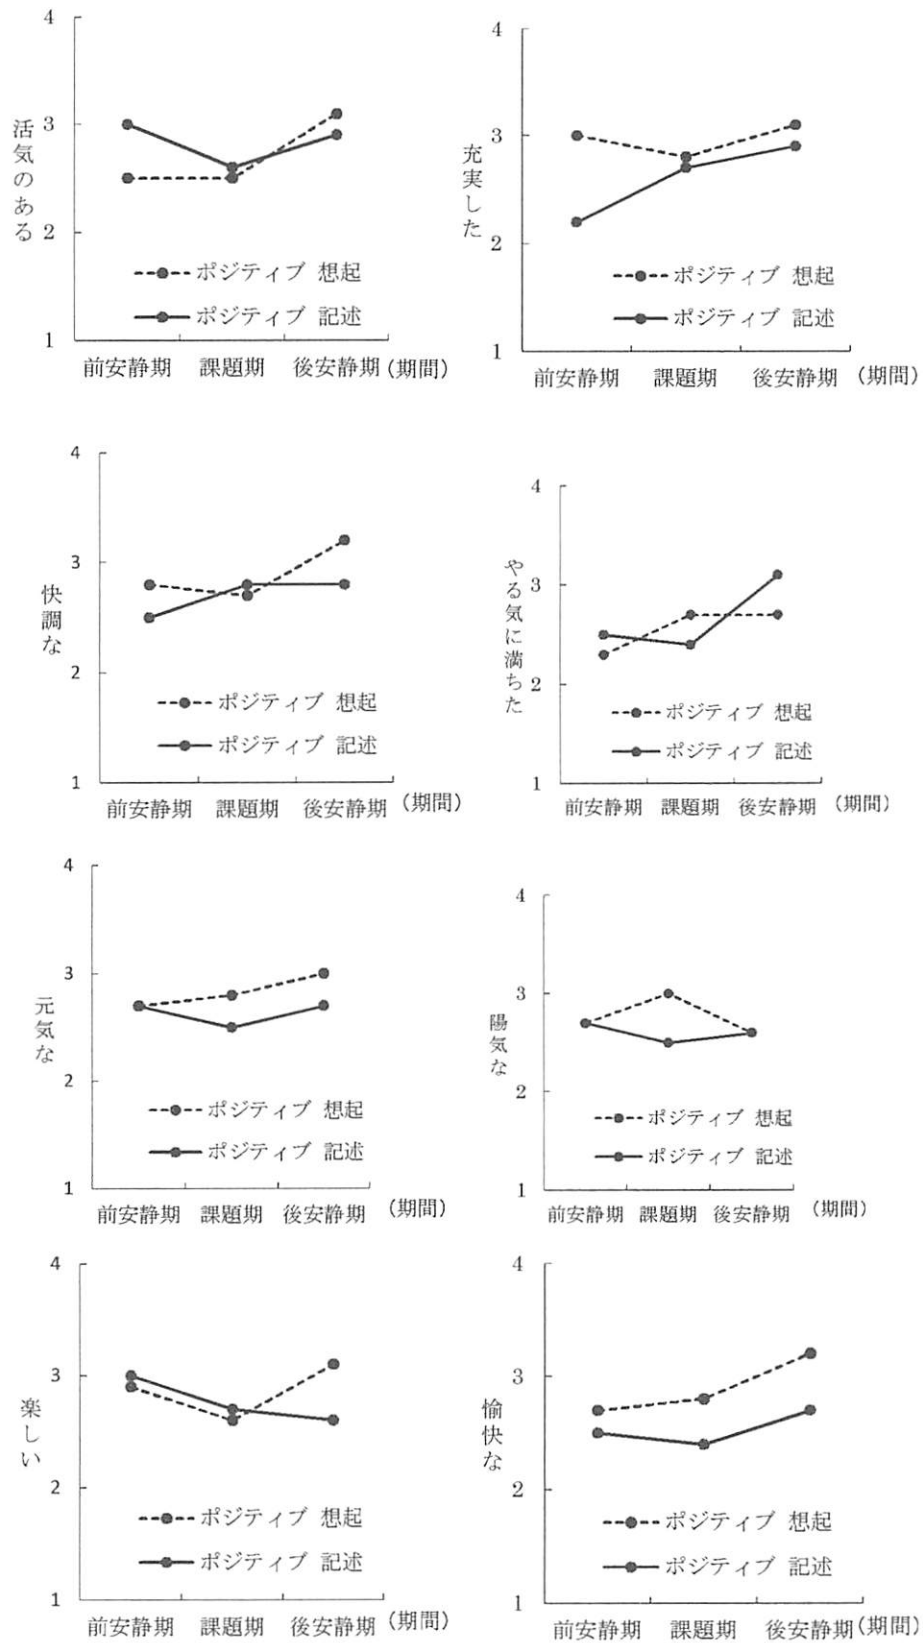 4
3
2
1
活気のある
ポジティブ 想起
ポジティブ 記述
前安静期 課題期 後安静期 (期間)
4
3
2
1
充実した
ポジティブ 想起
ポジティブ 記述
前安静期 課題期 後安静期 (期間)
4
3
2
1
快調な
ポジティブ 想起
ポジティブ 記述
前安静期 課題期 後安静期 (期間)
4
3
2
1
やる気に満ちた
ポジティブ 想起
ポジティブ 記述
前安静期 課題期 後安静期 (期間)
4
3
2
1
元気な
ポジティブ 想起
ポジティブ 記述
前安静期 課題期 後安静期 (期間)
4
3
2
1
陽気な
ポジティブ 想起
ポジティブ 記述
前安静期 課題期 後安静期 (期間)
4
3
2
1
楽しい
ポジティブ 想起
ポジティブ 記述
前安静期 課題期 後安静期 (期間)
4
3
2
1
愉快な
ポジティブ 想起
ポジティブ 記述
前安静期 課題期 後安静期 (期間)